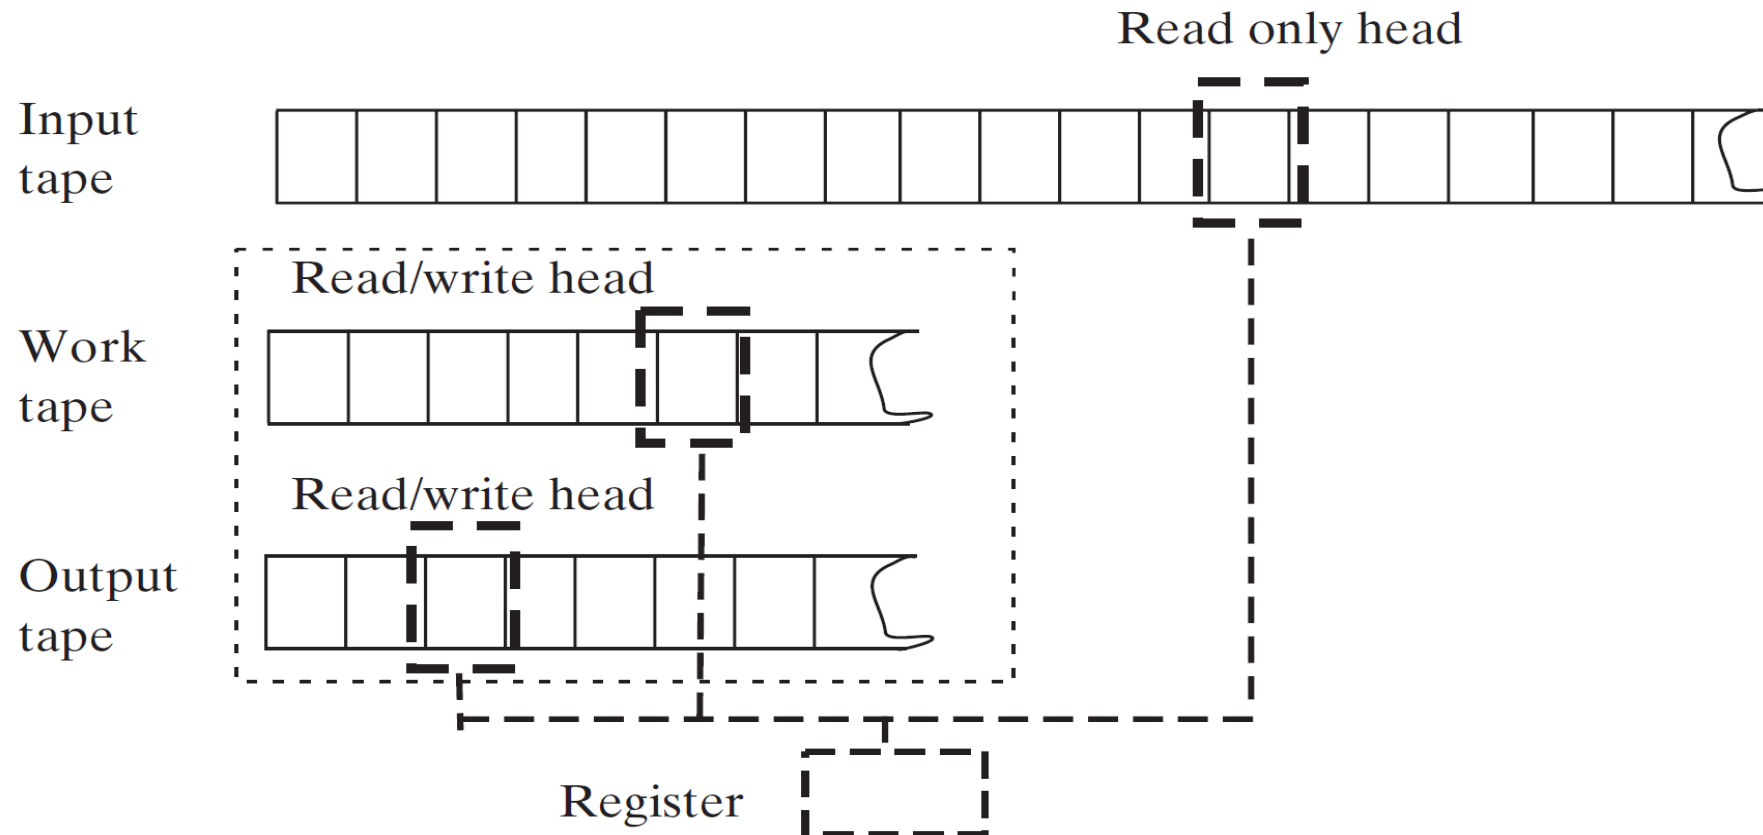 Read only head
Input
tape
Read/write head
Work
tape
Read/write head
Output
tape
Register